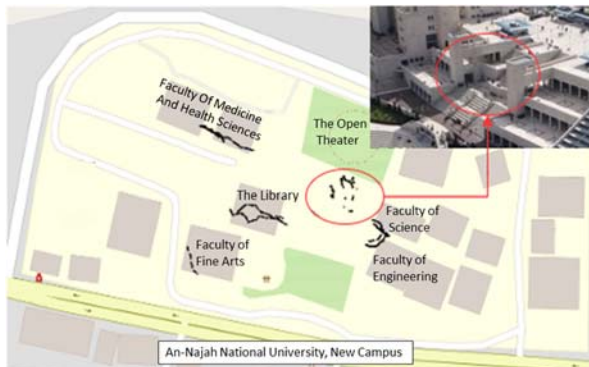 Faculty Of Medicine
And Health Sciences
The Open
Theater
The Library
Faculty of
Science
Faculty of
Fine Arts
Faculty of
Engineering
An-Najah National University, New Campus